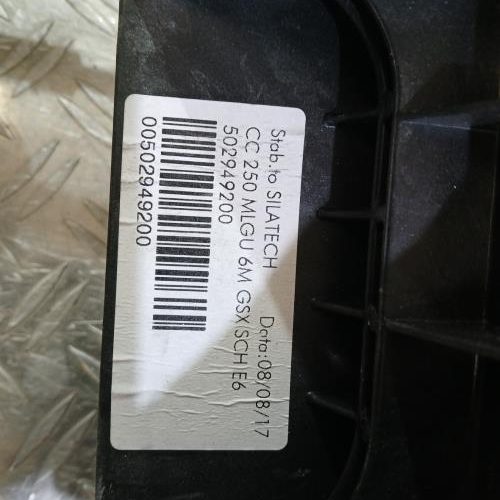 Stab.to SILATECH Data:08/08/17
CC 250 MLGU 6M GSX(SCH E6
502949200
00502949200